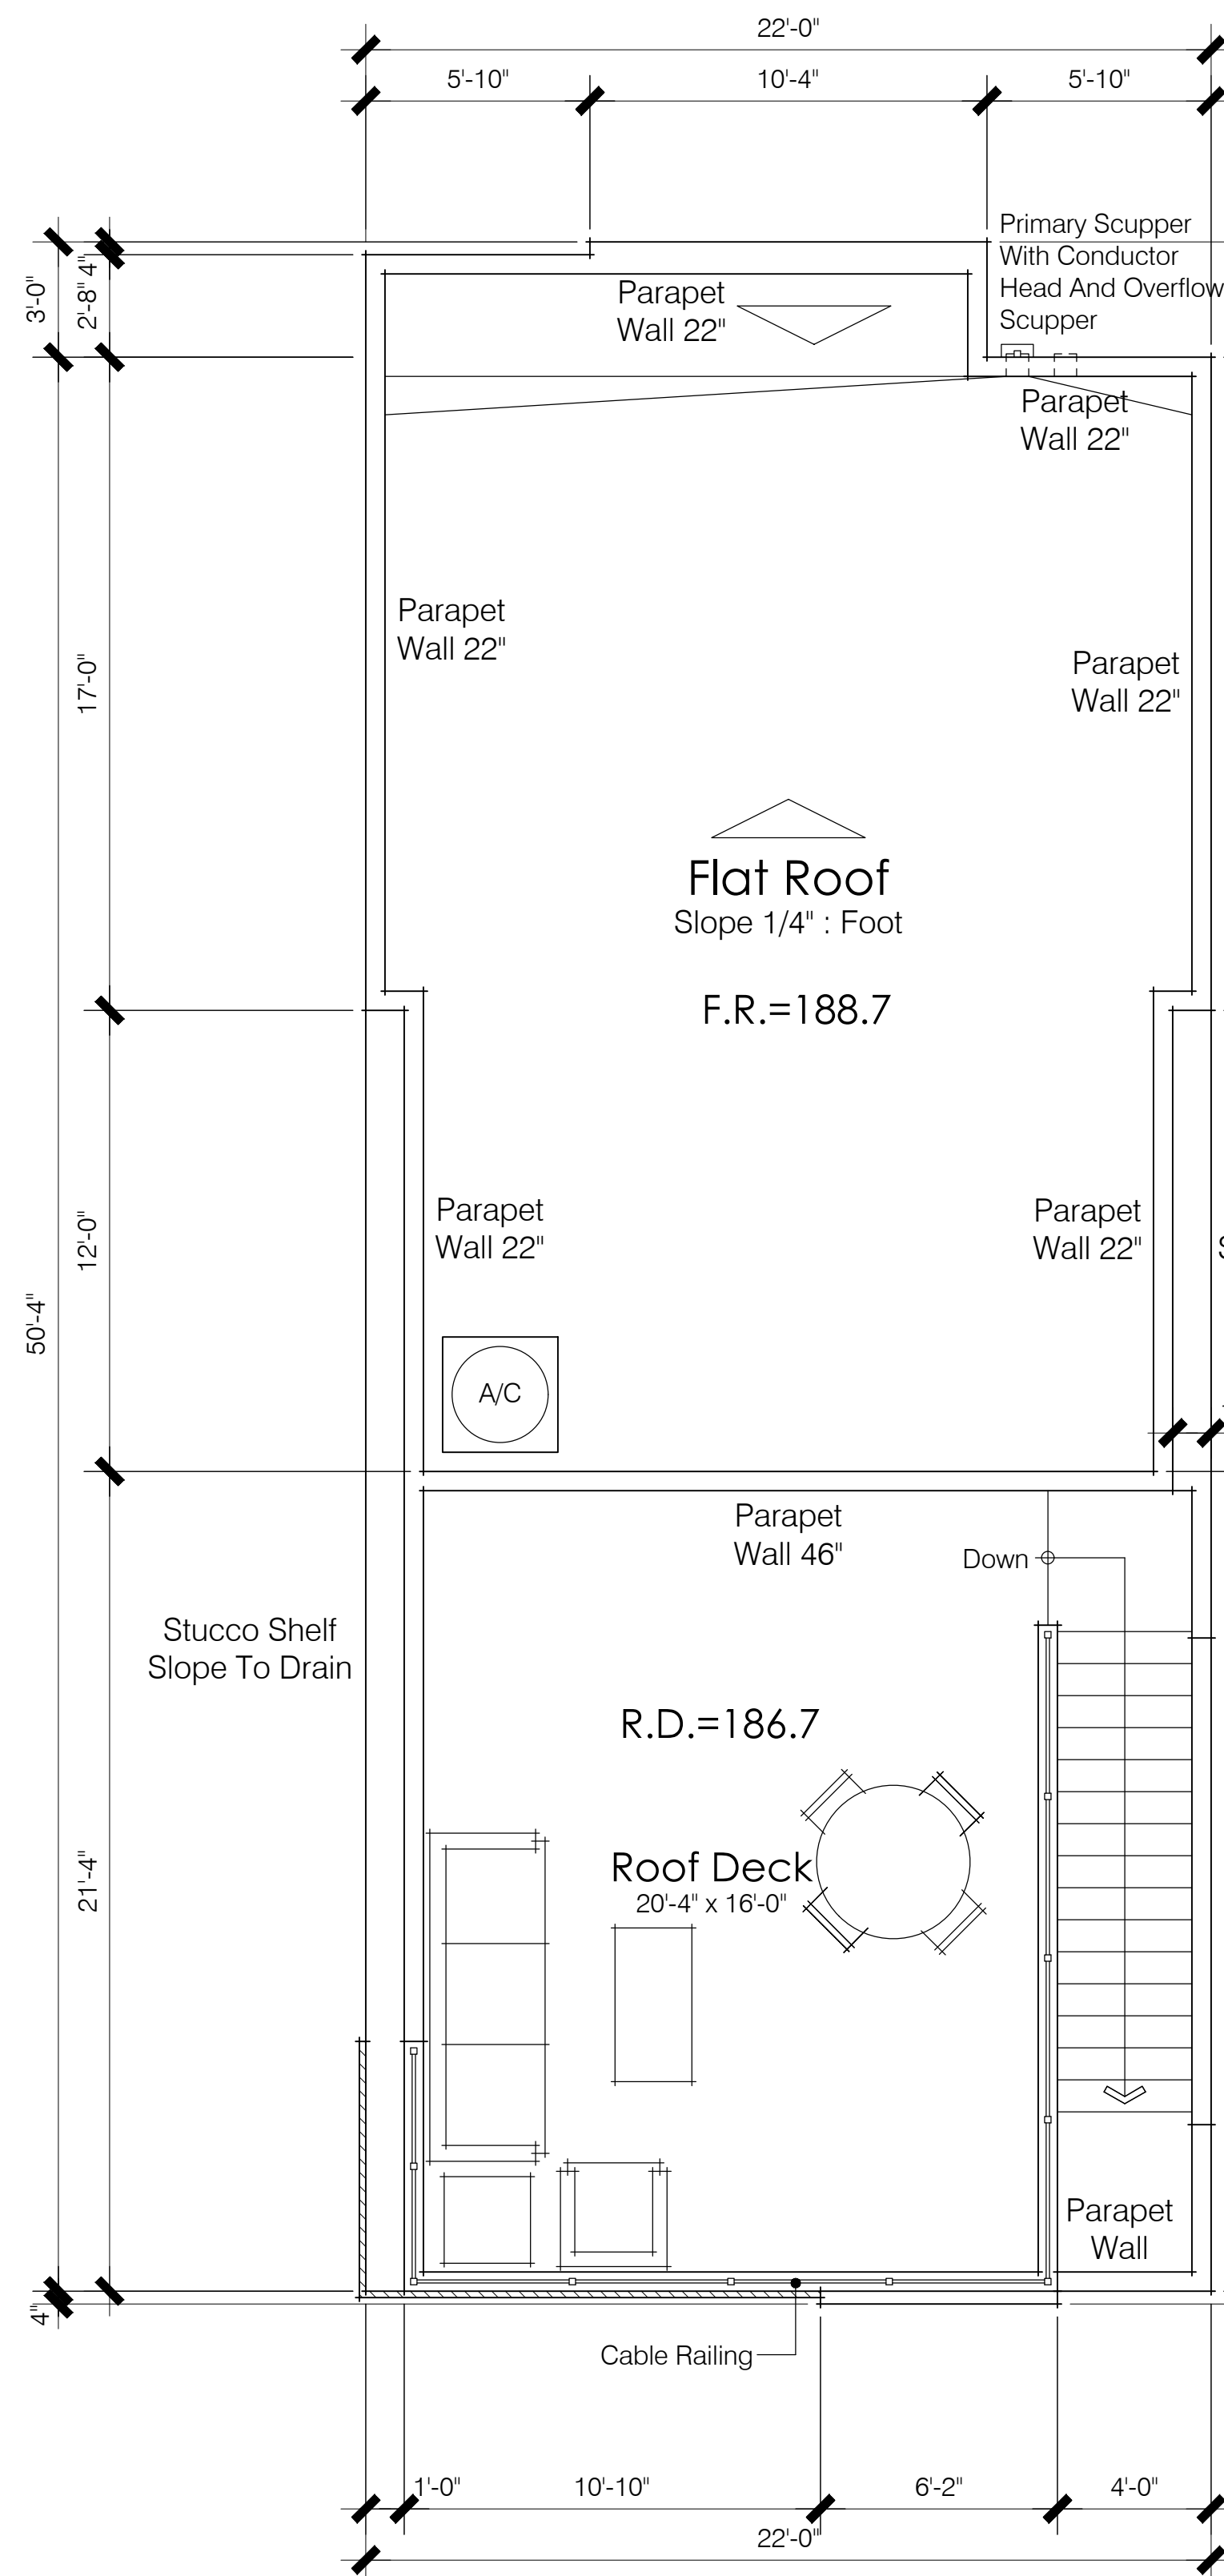 22'-0"
5'-10"
10'-4"
5'-10"
Primary Scupper
With Conductor
Head And Overflow
Scupper
3'-0"
2'-8"
4"
Parapet
Wall 22"
Parapet
Wall 22"
Parapet
Wall 22"
17'-0"
Parapet
Wall 22"
Flat Roof
Slope 1/4" : Foot
F.R.=188.7
Parapet
Wall 22"
Parapet
Wall 22"
12'-0"
50'-4"
A/C
Parapet
Wall 46"
Down
Stucco Shelf
Slope To Drain
R.D.=186.7
21'-4"
Roof Deck
20'-4" x 16'-0"
Parapet
Wall
4"
Cable Railing
1'-0"
10'-10"
6'-2"
4'-0"
22'-0"